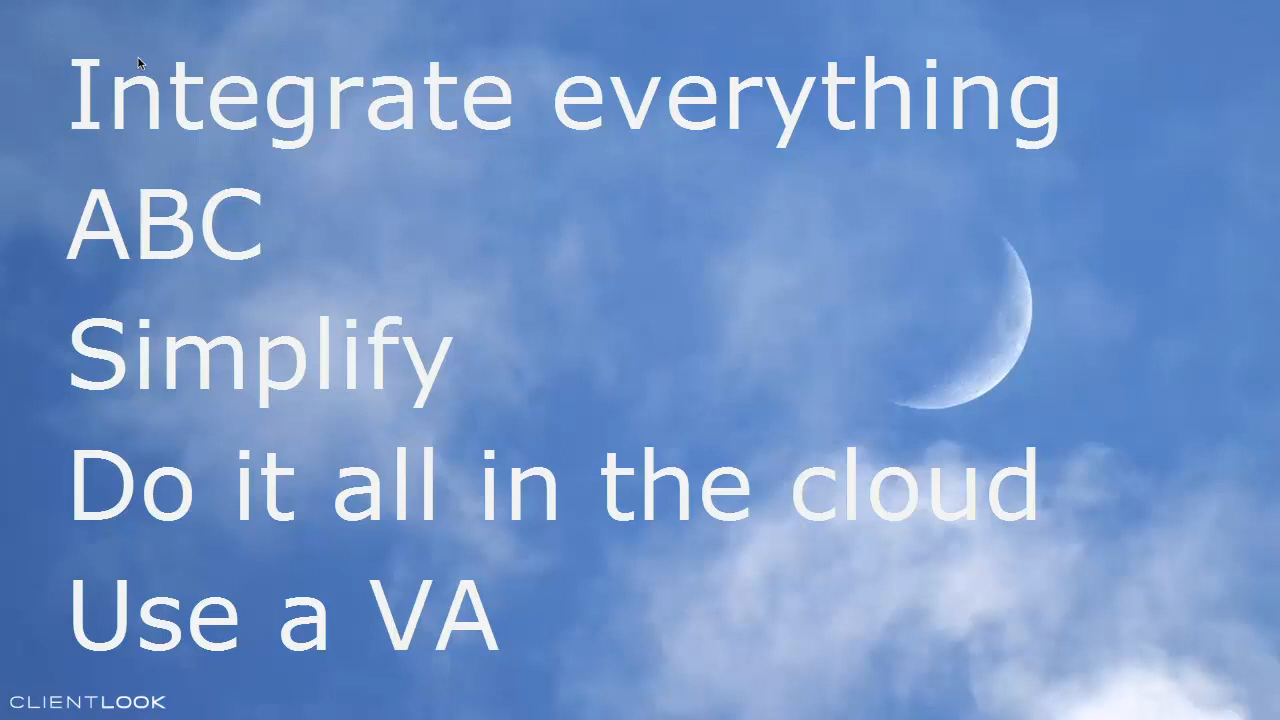 Integrate everything
ABC
Simplify
Do it all in the cloud
Use a VA
CLIENTLOOK